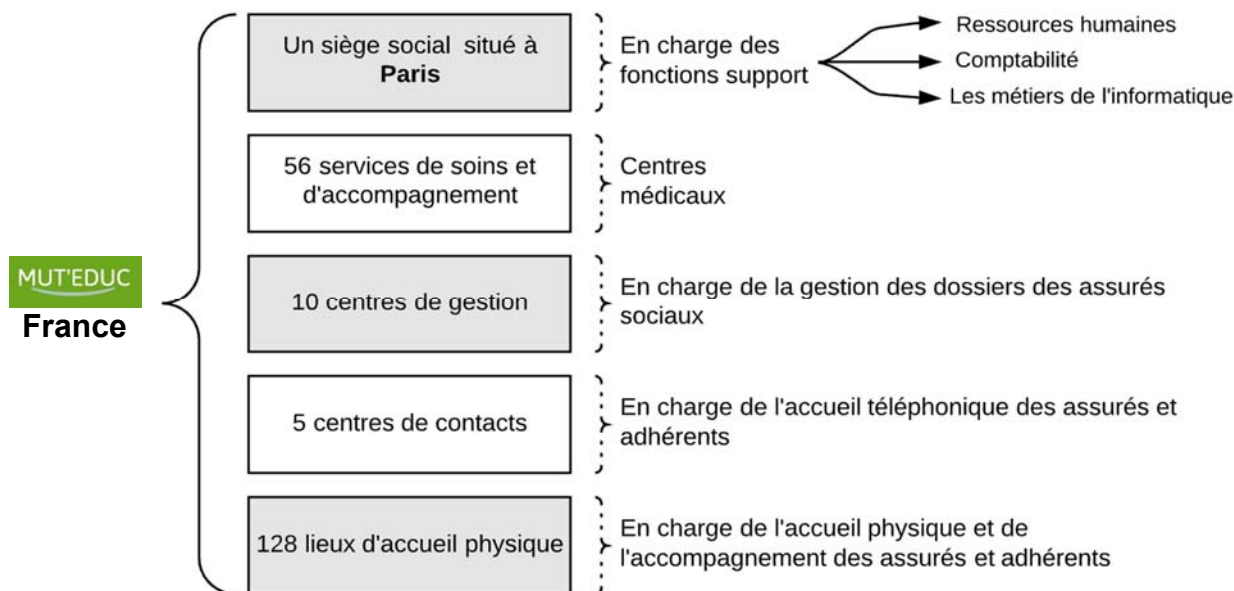 Un siège social situé à
Paris
En charge des
fonctions support
Ressources humaines
Comptabilité
Les métiers de l'informatique
56 services de soins et
d'accompagnement
Centres
médicaux
MUT'EDUC
France
10 centres de gestion
En charge de la gestion des dossiers des assurés
sociaux
5 centres de contacts
En charge de l'accueil téléphonique des assurés et
adhérents
128 lieux d'accueil physique
En charge de l'accueil physique et de
l'accompagnement des assurés et adhérents